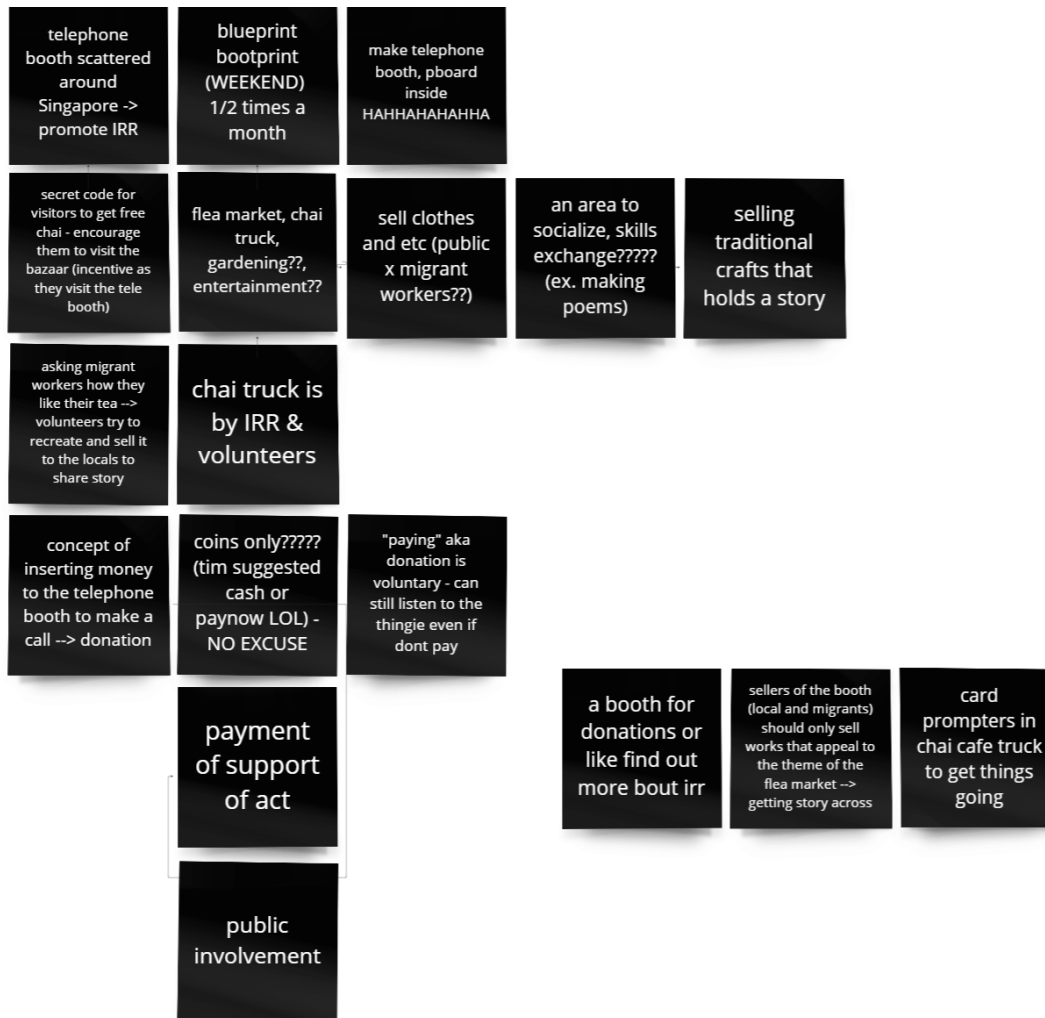 telephone
booth scattered
around
Singapore ->
promote IRR
blueprint
bootprint
(WEEKEND)
1/2 times a
month
make telephone
booth, pboard
inside
HAHHAHAHAHHA
secret code for
visitors to get free
chai - encourage
them to visit the
bazaar (incentive as
they visit the tele
booth)
flea market, chai
truck,
gardening??,
entertainment??
sell clothes
and etc (public
x migrant
workers??)
an area to
socialize, skills
exchange?????
(ex. making
poems)
selling
traditional
crafts that
holds a story
asking migrant
workers how they
like their tea -->
volunteers try to
recreate and sell it
to the locals to
share story
chai truck is
by IRR &
volunteers
concept of
inserting money
to the telephone
booth to make a
call --> donation
coins only?????
(tim suggested
cash or
paynow LOL) -
NO EXCUSE
"paying" aka
donation is
voluntary - can
still listen to the
thingie even if
dont pay
payment
of support
of act
public
involvement
a booth for
donations or
like find out
more bout irr
sellers of the booth
(local and migrants)
should only sell
works that appeal to
the theme of the
flea market -->
getting story across
card
prompters in
chai cafe truck
to get things
going